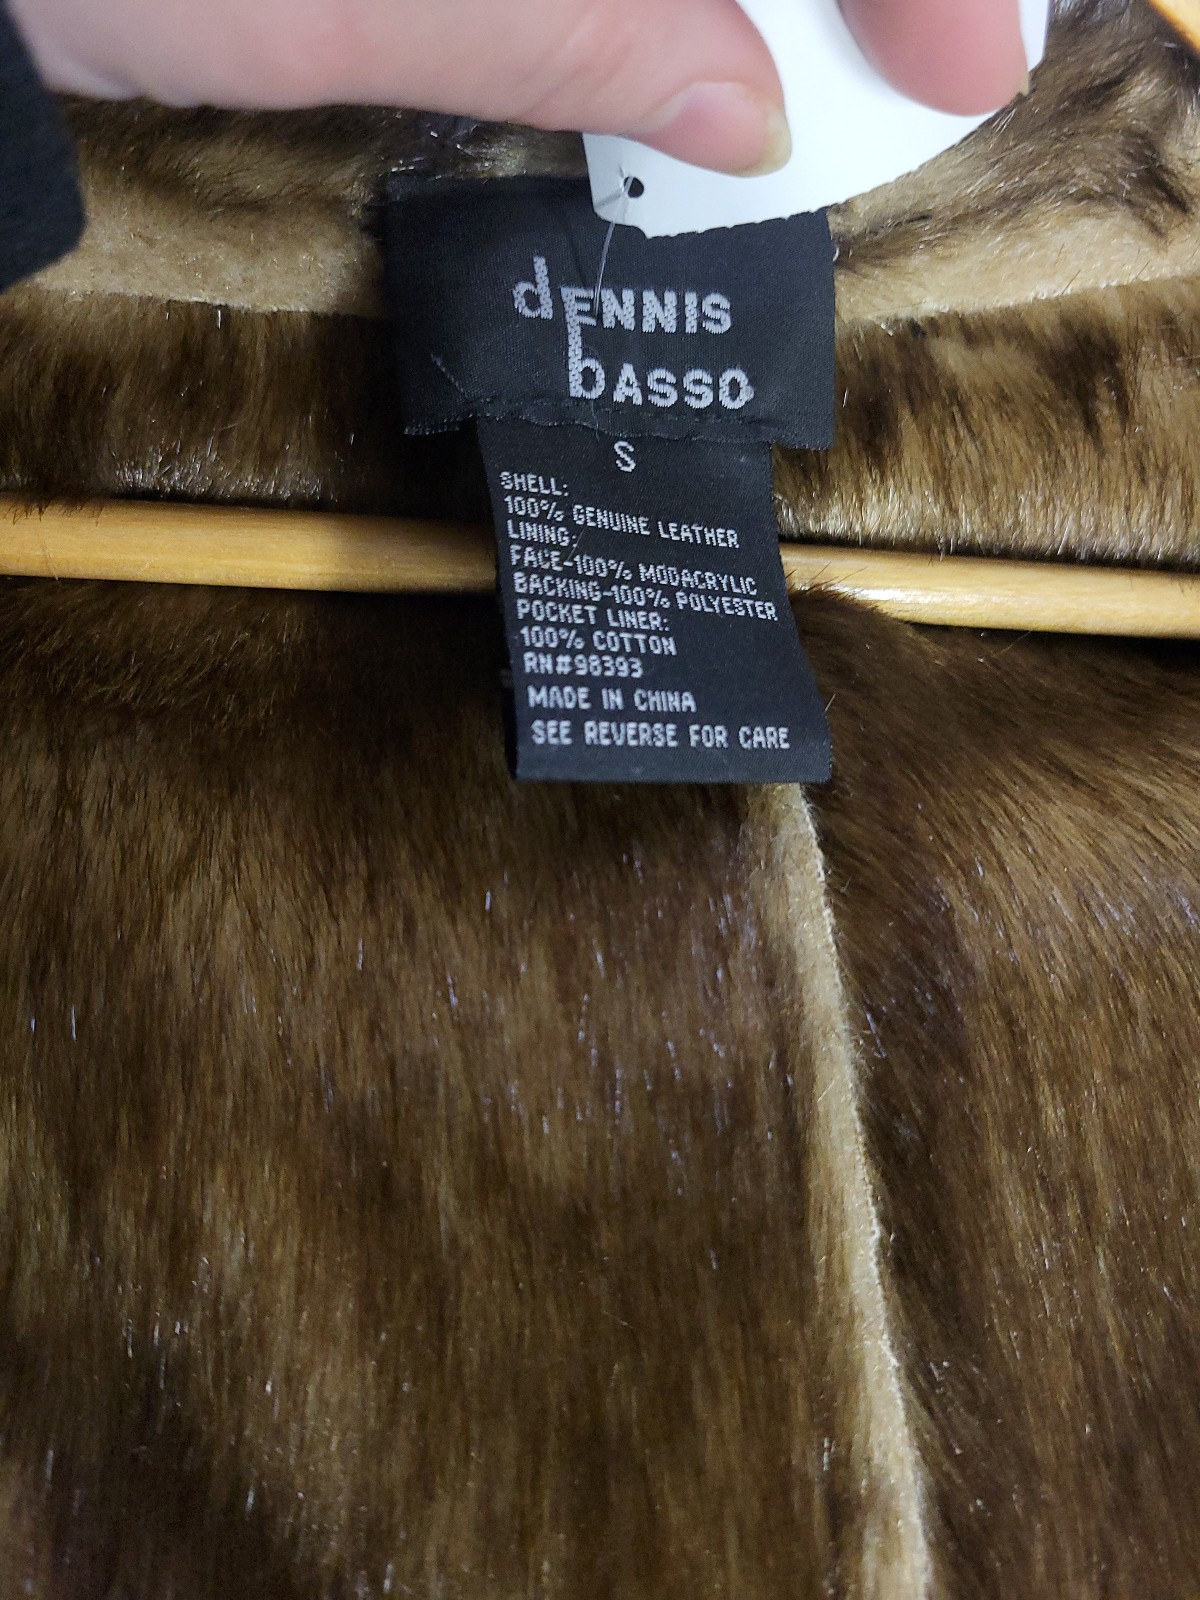 dENNIS
bASSO
S
SHELL:
100% GENUINE LEATHER
LINING:
FACE-100% MODACRYLIC
BACKING-100% POLYESTER
POCKET LINER:
100% COTTON
RN#98393
MADE IN CHINA
SEE REVERSE FOR CARE